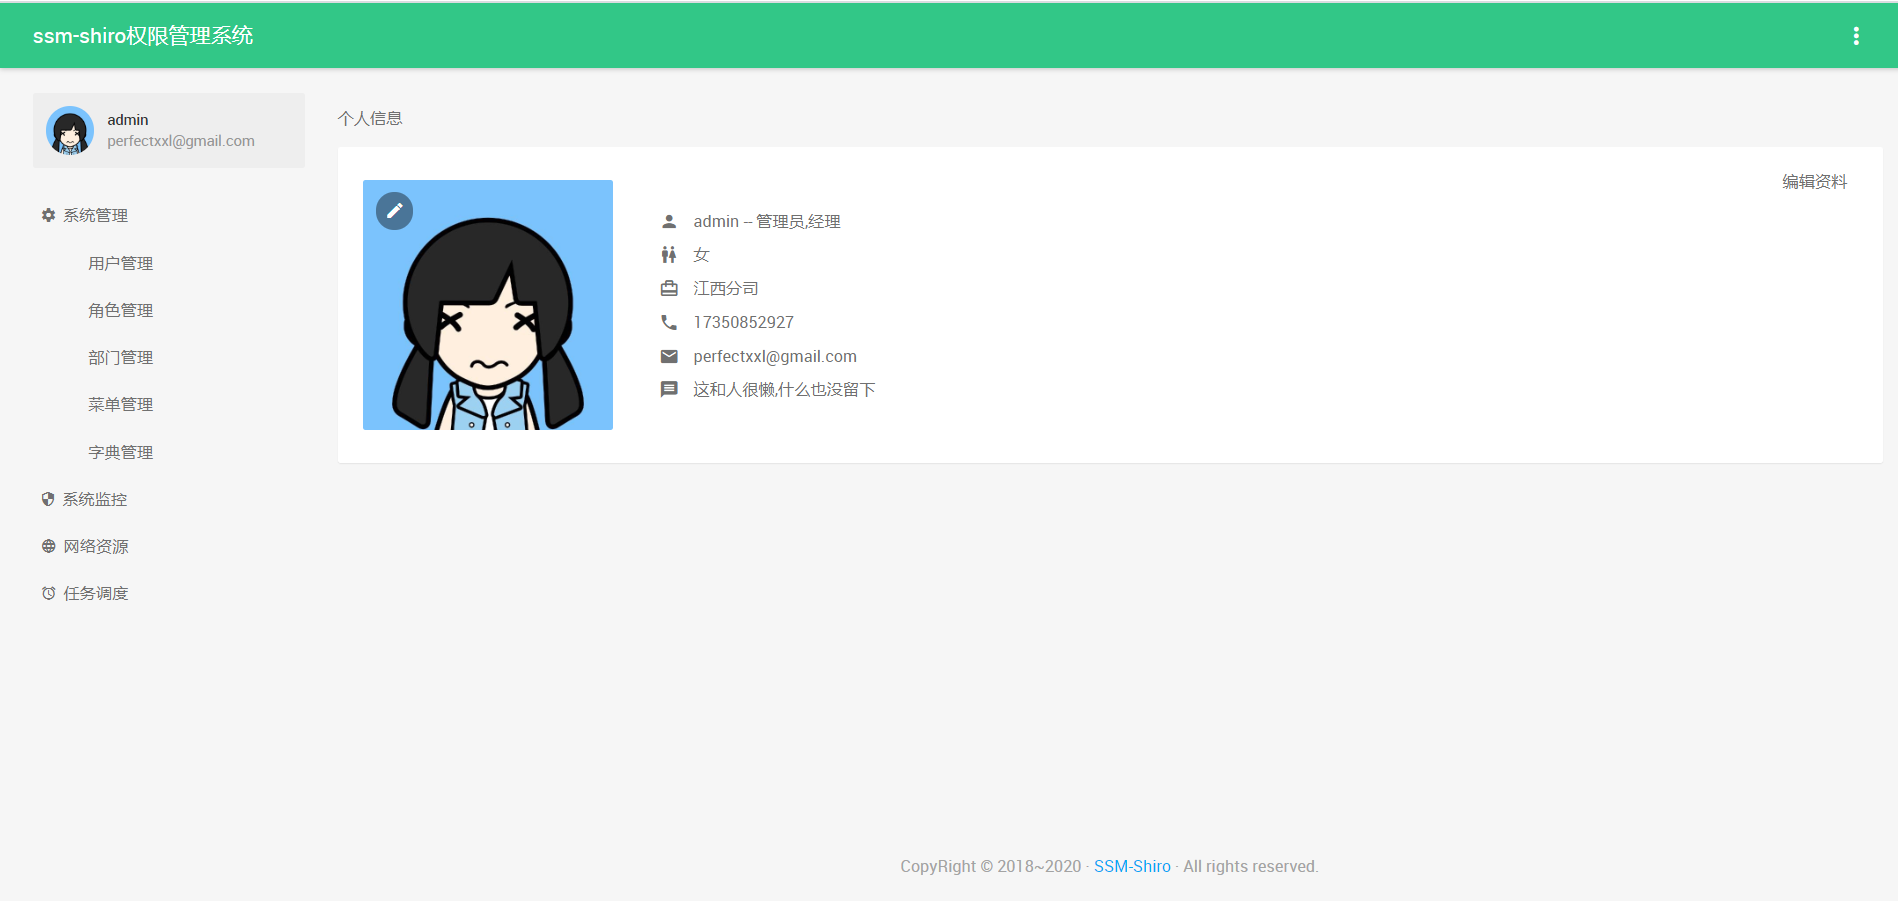 ssm-shiro权限管理系统
admin
perfectxxl@gmail.com
系统管理
用户管理
角色管理
部门管理
菜单管理
字典管理
系统监控
网络资源
任务调度
个人信息
编辑资料
admin -- 管理员,经理
女
江西分司
17350852927
perfectxxl@gmail.com
这和人很懒,什么也没留下
CopyRight © 2018~2020 · SSM-Shiro · All rights reserved.